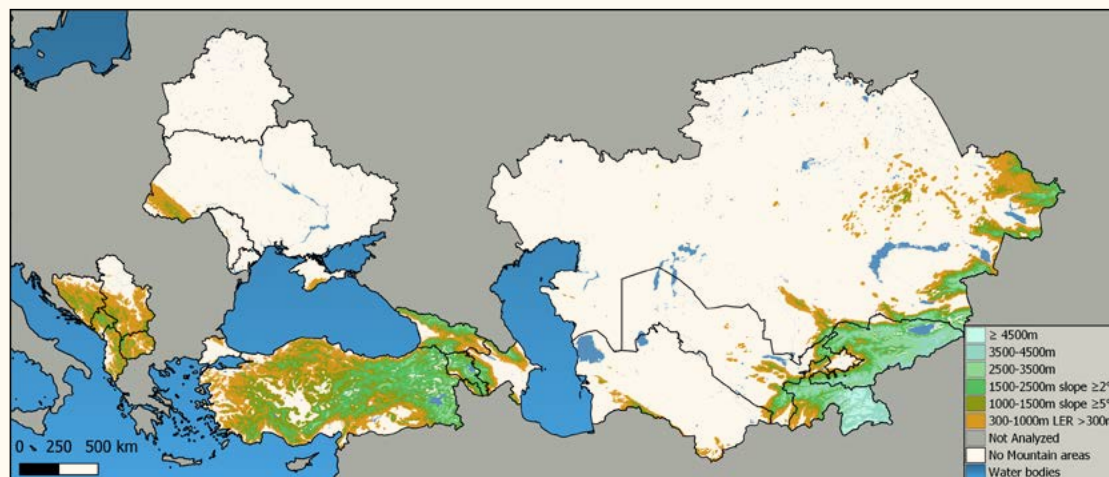 ≥ 4500m
3500-4500m
2500-3500m
1500-2500m slope ≥2°
1000-1500m slope ≥5°
300-1000m LER >300m
Not Analyzed
No Mountain areas
Water bodies
0 250 500 km